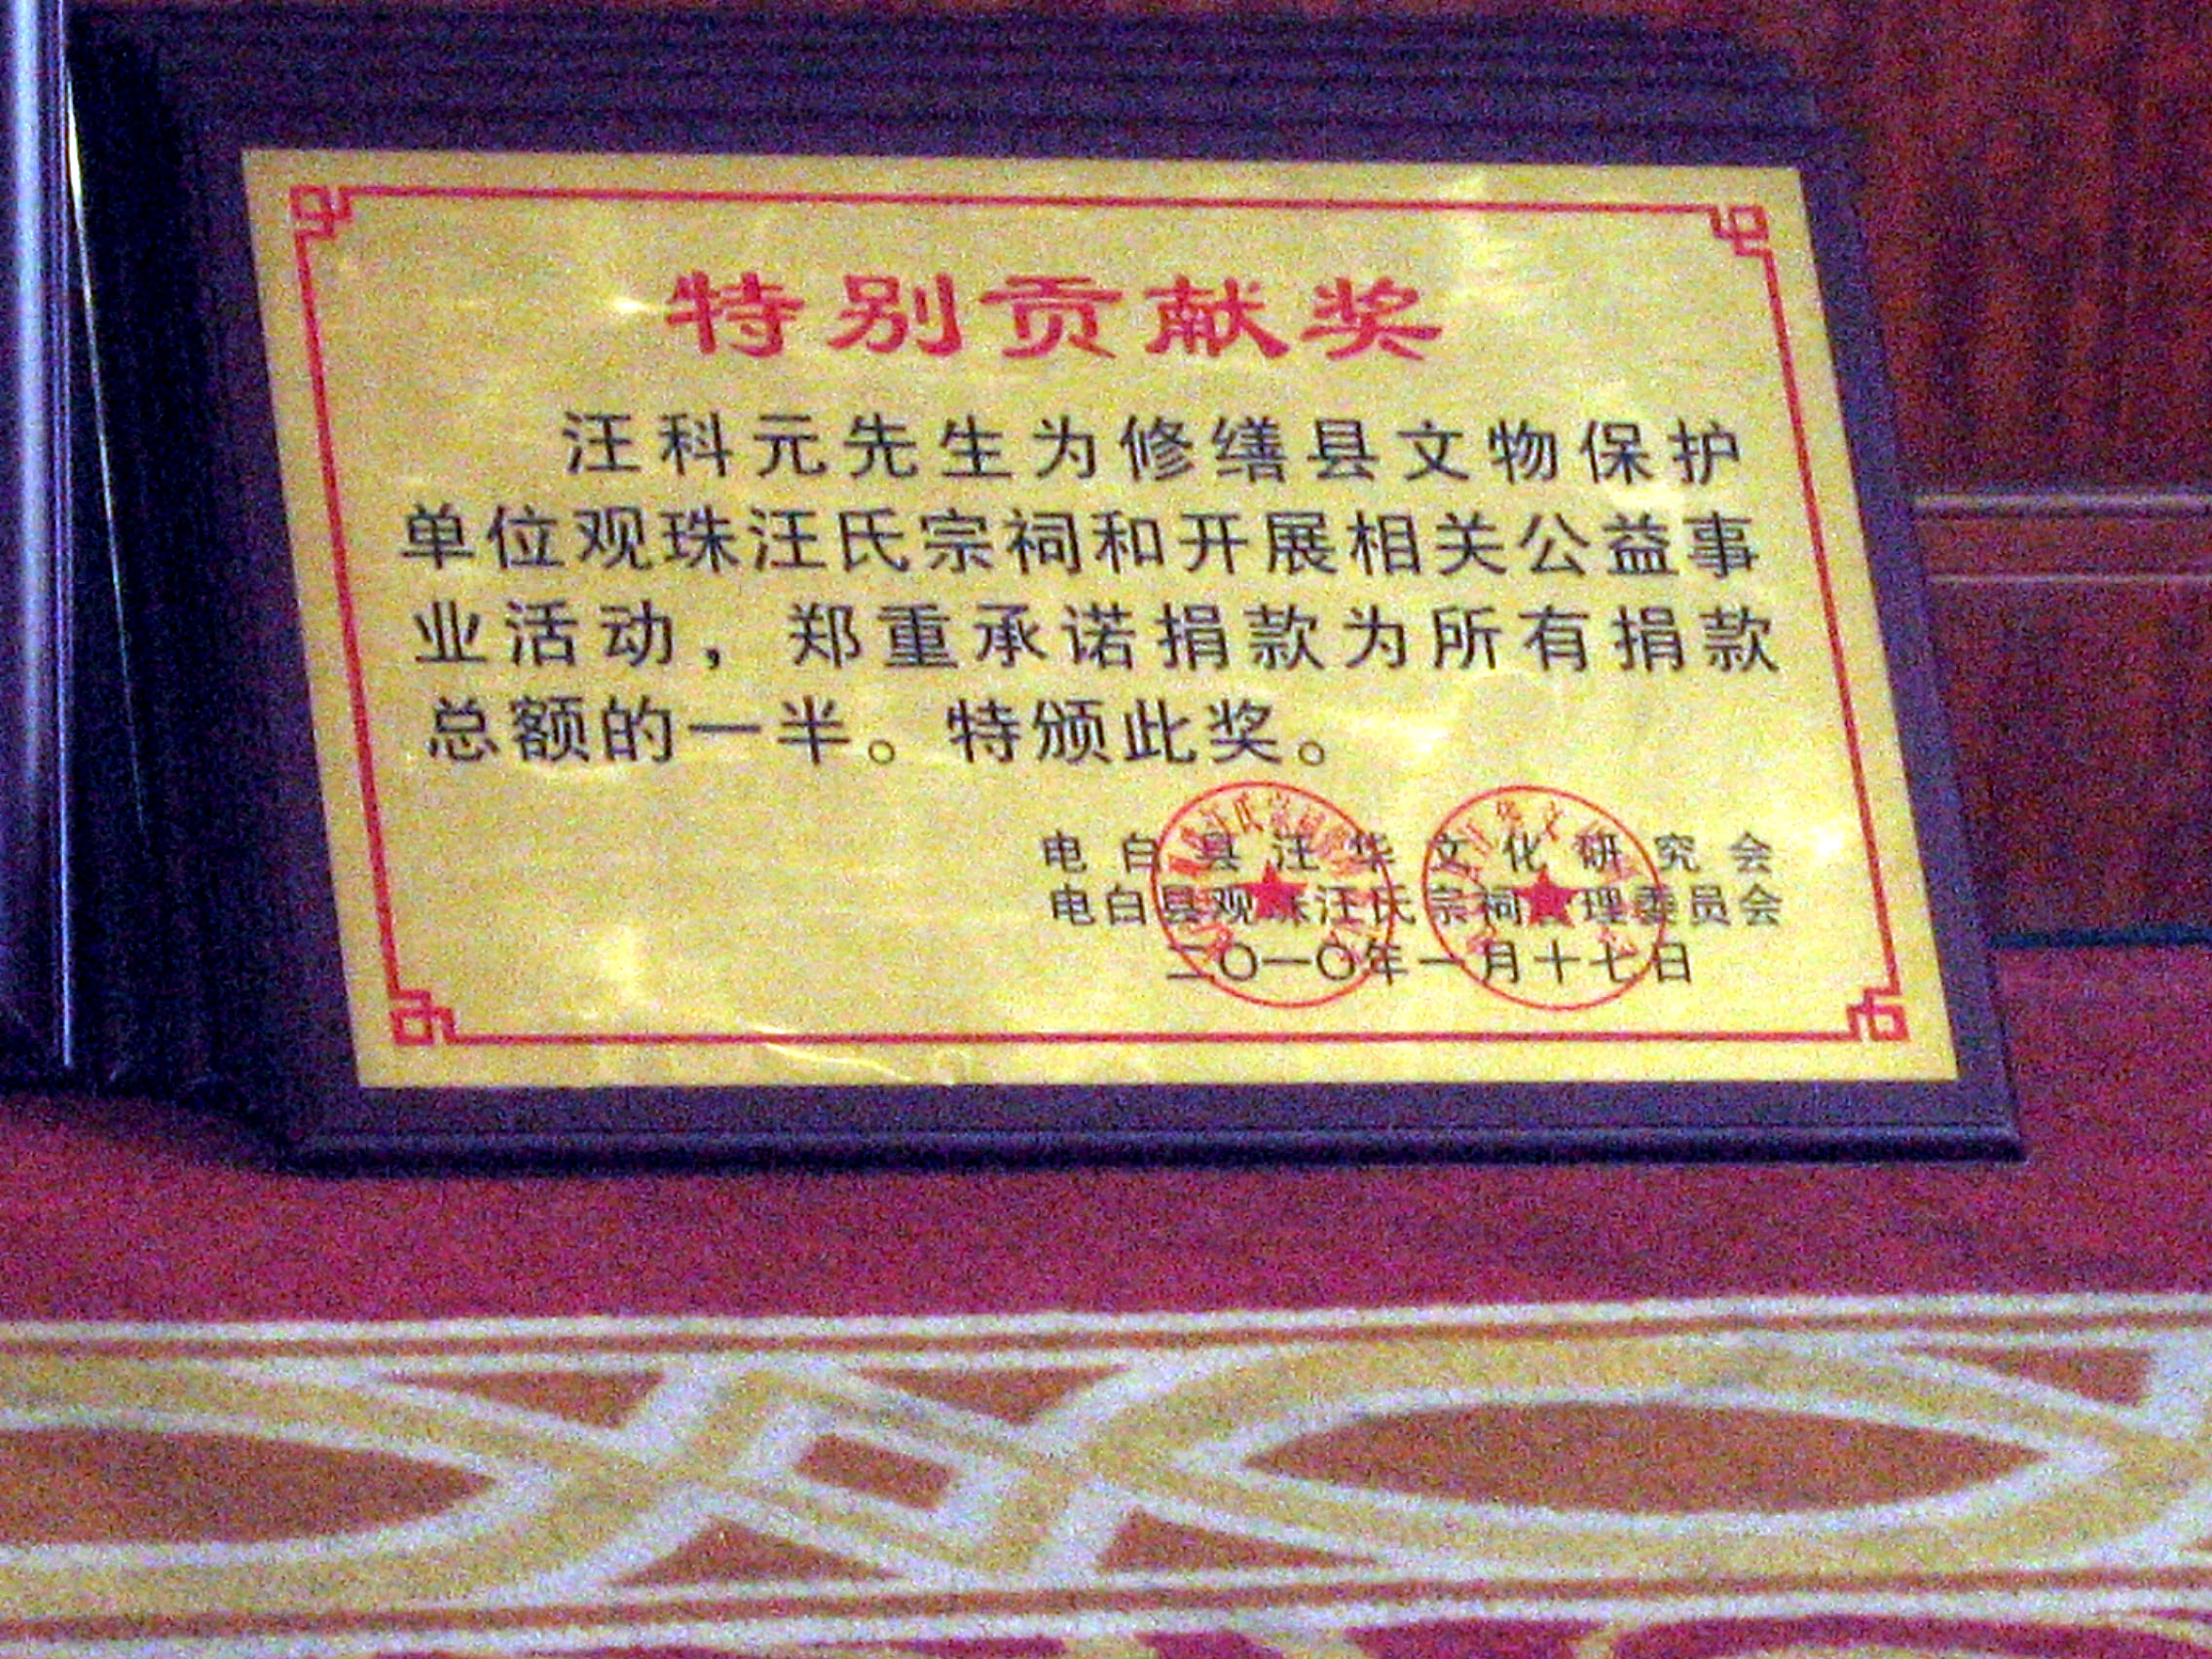 特别贡献奖
汪科元先生为修缮县文物保护
单位观珠汪氏宗祠和开展相关公益事
业活动，郑重承诺捐款为所有捐款
总额的一半。特颁此奖。
电白县汪华文化研究会
电白县观珠汪氏宗祠管理委员会
二〇一〇年一月十七日